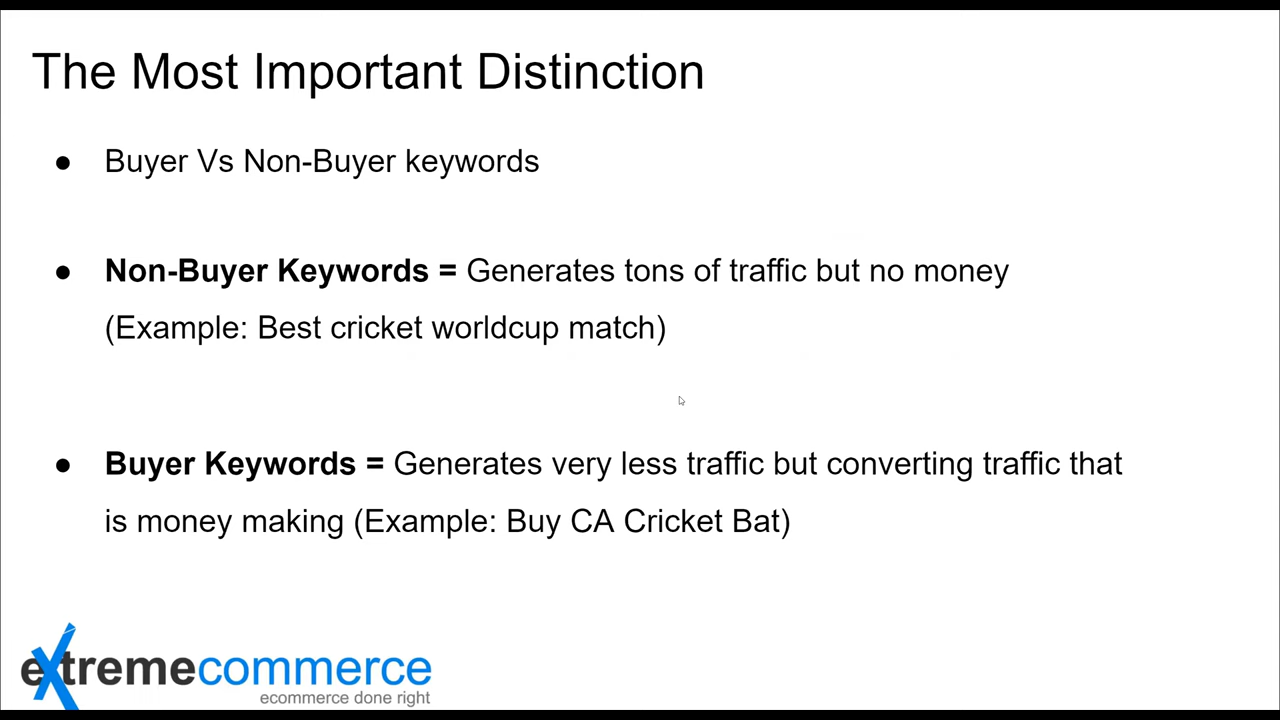 The Most Important Distinction
● Buyer Vs Non-Buyer keywords
● Non-Buyer Keywords = Generates tons of traffic but no money
(Example: Best cricket worldcup match)
● Buyer Keywords = Generates very less traffic but converting traffic that
is money making (Example: Buy CA Cricket Bat)
extremecommerce
ecommerce done right